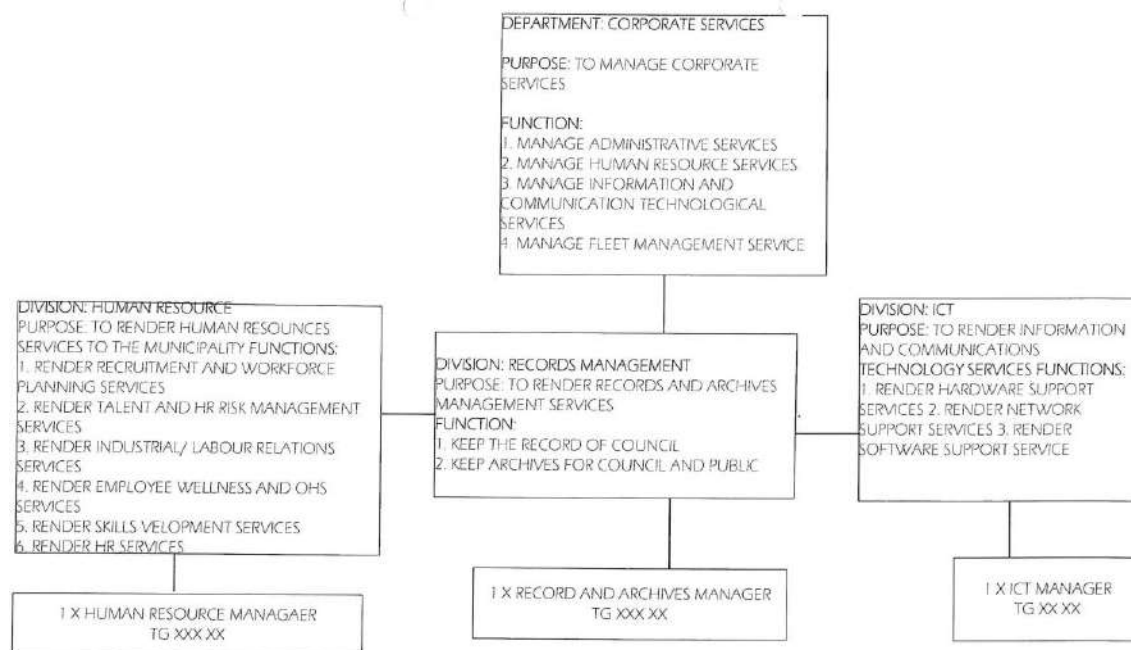 DEPARTMENT: CORPORATE SERVICES
PURPOSE: TO MANAGE CORPORATE
SERVICES
FUNCTION:
1. MANAGE ADMINISTRATIVE SERVICES
2. MANAGE HUMAN RESOURCE SERVICES
3. MANAGE INFORMATION AND
COMMUNICATION TECHNOLOGICAL
SERVICES
4. MANAGE FLEET MANAGEMENT SERVICE
DIVISION: HUMAN RESOURCE
PURPOSE: TO RENDER HUMAN RESOUNCES
SERVICES TO THE MUNICIPALITY FUNCTIONS:
1. RENDER RECRUITMENT AND WORKFORCE
PLANNING SERVICES
2. RENDER TALENT AND HR RISK MANAGEMENT
SERVICES
3. RENDER INDUSTRIAL/ LABOUR RELATIONS
SERVICES
4. RENDER EMPLOYEE WELLNESS AND OHS
SERVICES
5. RENDER SKILLS VELOPMENT SERVICES
6. RENDER HR SERVICES
DIVISION: RECORDS MANAGEMENT
PURPOSE: TO RENDER RECORDS AND ARCHIVES
MANAGEMENT SERVICES
FUNCTION:
1. KEEP THE RECORD OF COUNCIL
2. KEEP ARCHIVES FOR COUNCIL AND PUBLIC
DIVISION: ICT
PURPOSE: TO RENDER INFORMATION
AND COMMUNICATIONS
TECHNOLOGY SERVICES FUNCTIONS:
1. RENDER HARDWARE SUPPORT
SERVICES 2. RENDER NETWORK
SUPPORT SERVICES 3. RENDER
SOFTWARE SUPPORT SERVICE
1 X HUMAN RESOURCE MANAGAER
TG XXX XX
1 X RECORD AND ARCHIVES MANAGER
TG XXX XX
1 X ICT MANAGER
TG XX XX